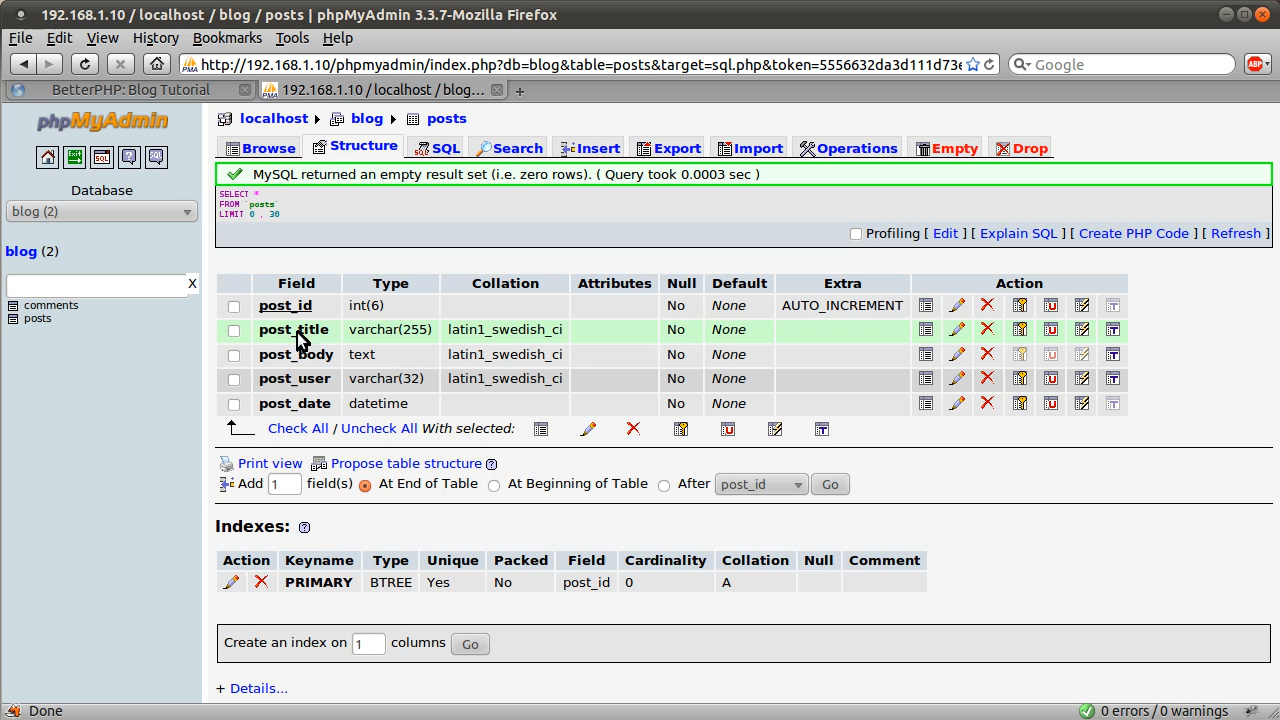 192.168.1.10 / localhost / blog / posts | phpMyAdmin 3.3.7-Mozilla Firefox
File Edit View History Bookmarks Tools Help
http://192.168.1.10/phpmyadmin/index.php?db=blog&table=posts&target=sql.php&token=5556632da3d111d73e Google ABP
BetterPHP: Blog Tutorial 192.168.1.10 / localhost / blog...
phpMyAdmin
Database
blog (2)
blog (2)
X
comments
posts
localhost blog posts
Browse Structure SQL Search Insert Export Import Operations Empty Drop
MySQL returned an empty result set (i.e. zero rows). ( Query took 0.0003 sec )
SELECT *
FROM `posts`
LIMIT 0 , 30
Profiling [ Edit ] [ Explain SQL ] [ Create PHP Code ] [ Refresh ]
Field Type Collation Attributes Null Default Extra Action
post_id int(6) No None AUTO_INCREMENT
post_title varchar(255) latin1_swedish_ci No None
post_body text latin1_swedish_ci No None
post_user varchar(32) latin1_swedish_ci No None
post_date datetime No None
Check All / Uncheck All With selected:
Print view Propose table structure
Add 1 field(s) At End of Table At Beginning of Table After post_id Go
Indexes:
Action Keyname Type Unique Packed Field Cardinality Collation Null Comment
PRIMARY BTREE Yes No post_id 0 A
Create an index on 1 columns Go
+ Details...
Done 0 errors / 0 warnings